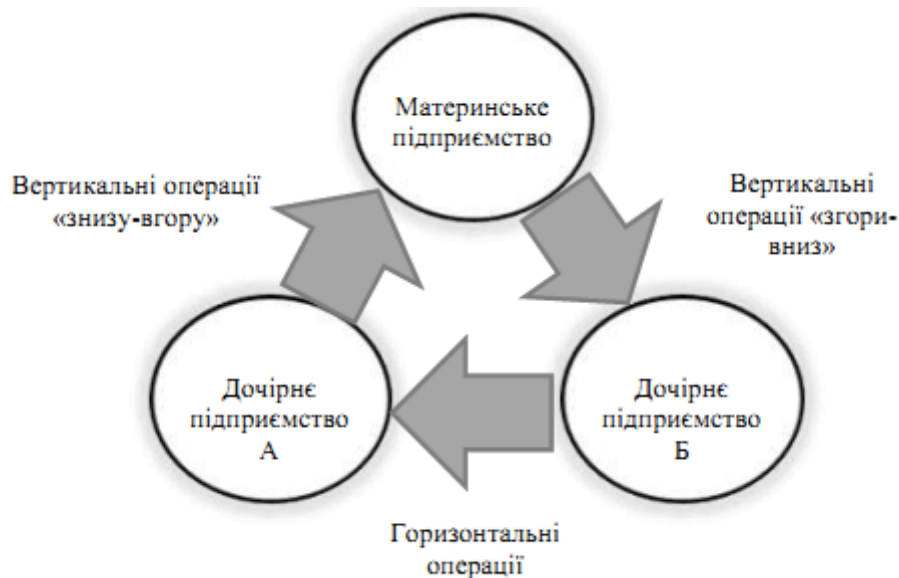 Материнське
підприємство
Вертикальні операції
«знизу-вгору»
Вертикальні
операції «згори-
вниз»
Дочірнє
підприємство
А
Дочірнє
підприємство
Б
Горизонтальні
операції